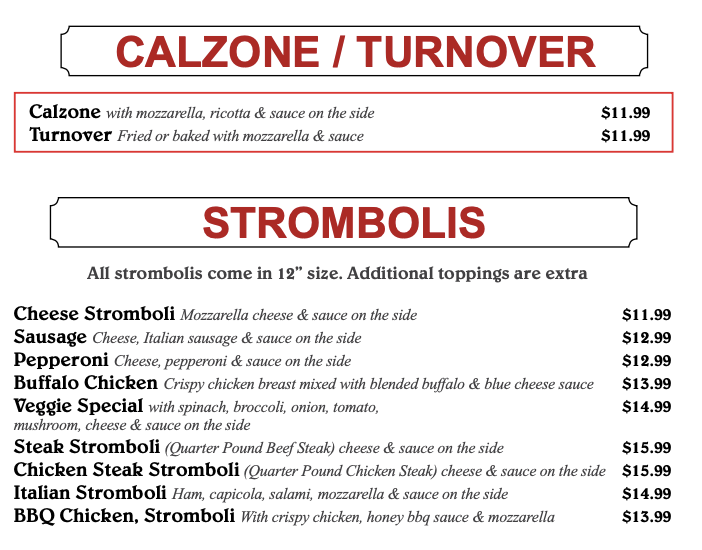 CALZONE / TURNOVER
Calzone with mozzarella, ricotta & sauce on the side $11.99
Turnover Fried or baked with mozzarella & sauce $11.99
STROMBOLIS
All strombolis come in 12” size. Additional toppings are extra
Cheese Stromboli Mozzarella cheese & sauce on the side $11.99
Sausage Cheese, Italian sausage & sauce on the side $12.99
Pepperoni Cheese, pepperoni & sauce on the side $12.99
Buffalo Chicken Crispy chicken breast mixed with blended buffalo & blue cheese sauce $13.99
Veggie Special with spinach, broccoli, onion, tomato, $14.99
mushroom, cheese & sauce on the side
Steak Stromboli (Quarter Pound Beef Steak) cheese & sauce on the side $15.99
Chicken Steak Stromboli (Quarter Pound Chicken Steak) cheese & sauce on the side $15.99
Italian Stromboli Ham, capicola, salami, mozzarella & sauce on the side $14.99
BBQ Chicken, Stromboli With crispy chicken, honey bbq sauce & mozzarella $13.99